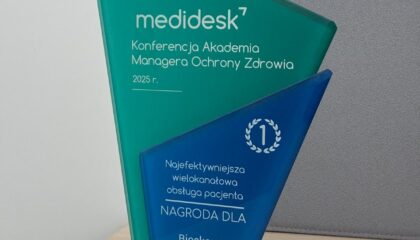 medidesk
Konferencja Akademia
Managera Ochrony Zdrowia
2025 r.
1
Najefektywniejsza
wielokanałowa
obsługa pacjenta
NAGRODA DLA